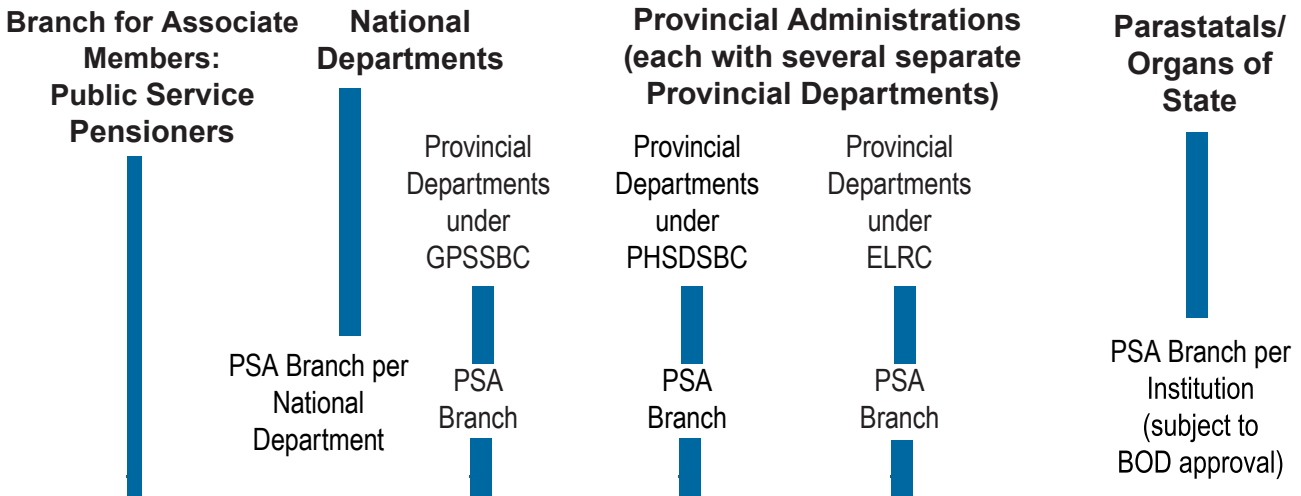 Branch for Associate
Members:
Public Service
Pensioners
National
Departments
Provincial Administrations
(each with several separate
Provincial Departments)
Parastatals/
Organs of
State
Provincial
Departments
under
GPSSBC
Provincial
Departments
under
PHSDSBC
Provincial
Departments
under
ELRC
PSA Branch per
National
Department
PSA
Branch
PSA
Branch
PSA
Branch
PSA Branch per
Institution
(subject to
BOD approval)